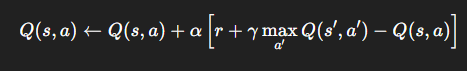 Q(s, a) ← Q(s, a) + α [ r + γ max_{a′} Q(s′, a′) − Q(s, a) ]